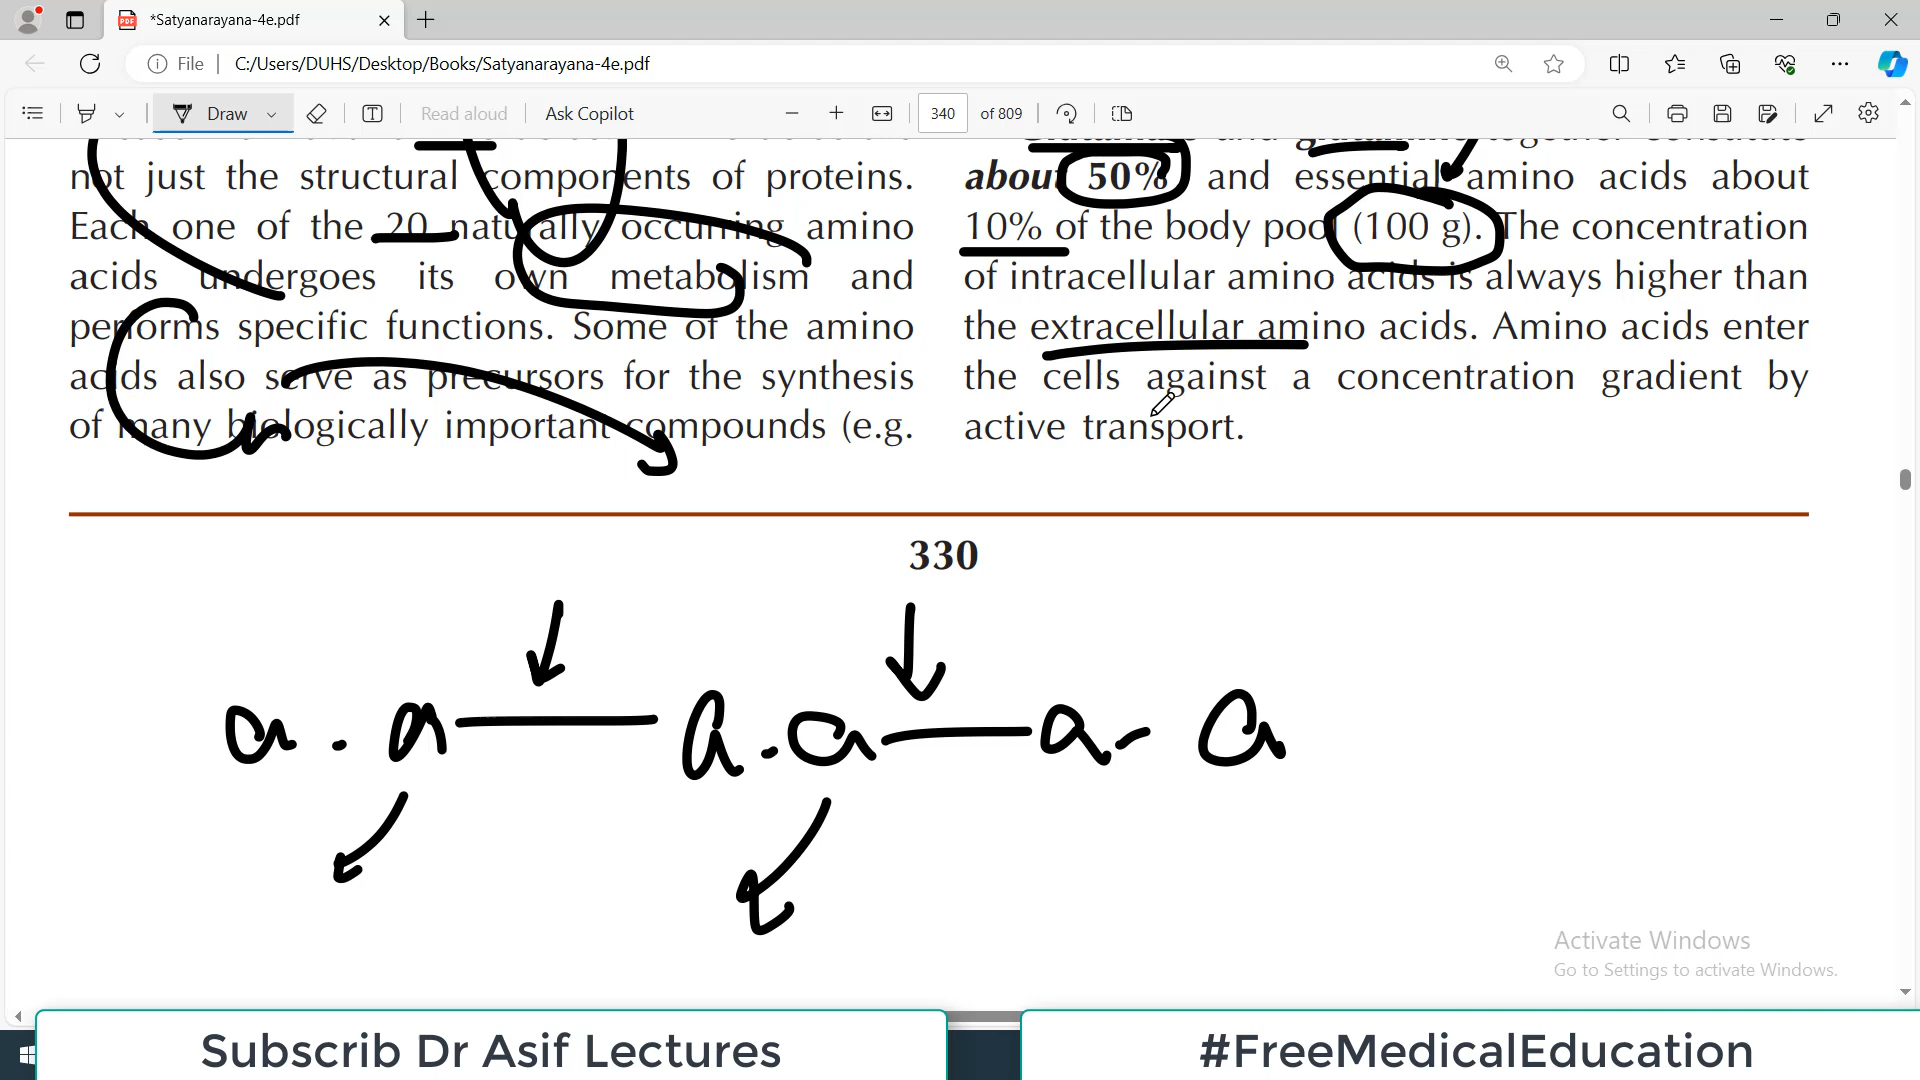 *Satyanarayana-4e.pdf
File
C:/Users/DUHS/Desktop/Books/Satyanarayana-4e.pdf
Draw
Read aloud
Ask Copilot
340 of 809
not just the structural components of proteins.
Each one of the 20 naturally occurring amino
acids undergoes its own metabolism and
performs specific functions. Some of the amino
acids also serve as precursors for the synthesis
of many biologically important compounds (e.g.
together constitute
about 50% and essential amino acids about
10% of the body pool (100 g). The concentration
of intracellular amino acids is always higher than
the extracellular amino acids. Amino acids enter
the cells against a concentration gradient by
active transport.
330
a.a — a.a — a-a
Activate Windows
Go to Settings to activate Windows.
Subscrib Dr Asif Lectures
#FreeMedicalEducation